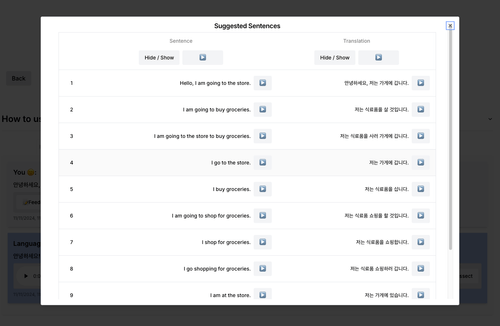 Suggested Sentences
Sentence
Translation
Hide / Show
Hide / Show
1
Hello, I am going to the store.
안녕하세요, 저는 가게에 갑니다.
2
I am going to buy groceries.
저는 식료품을 살 것입니다.
3
I am going to the store to buy groceries.
저는 식료품을 사러 가게에 갑니다.
4
I go to the store.
저는 가게에 갑니다.
5
I buy groceries.
저는 식료품을 삽니다.
6
I am going to shop for groceries.
저는 식료품 쇼핑을 할 것입니다.
7
I shop for groceries.
저는 식료품을 쇼핑합니다.
8
I go shopping for groceries.
저는 식료품 쇼핑하러 갑니다.
9
I am at the store.
저는 가게에 있습니다.
Back
How to u
You
안녕하세요,
Langua